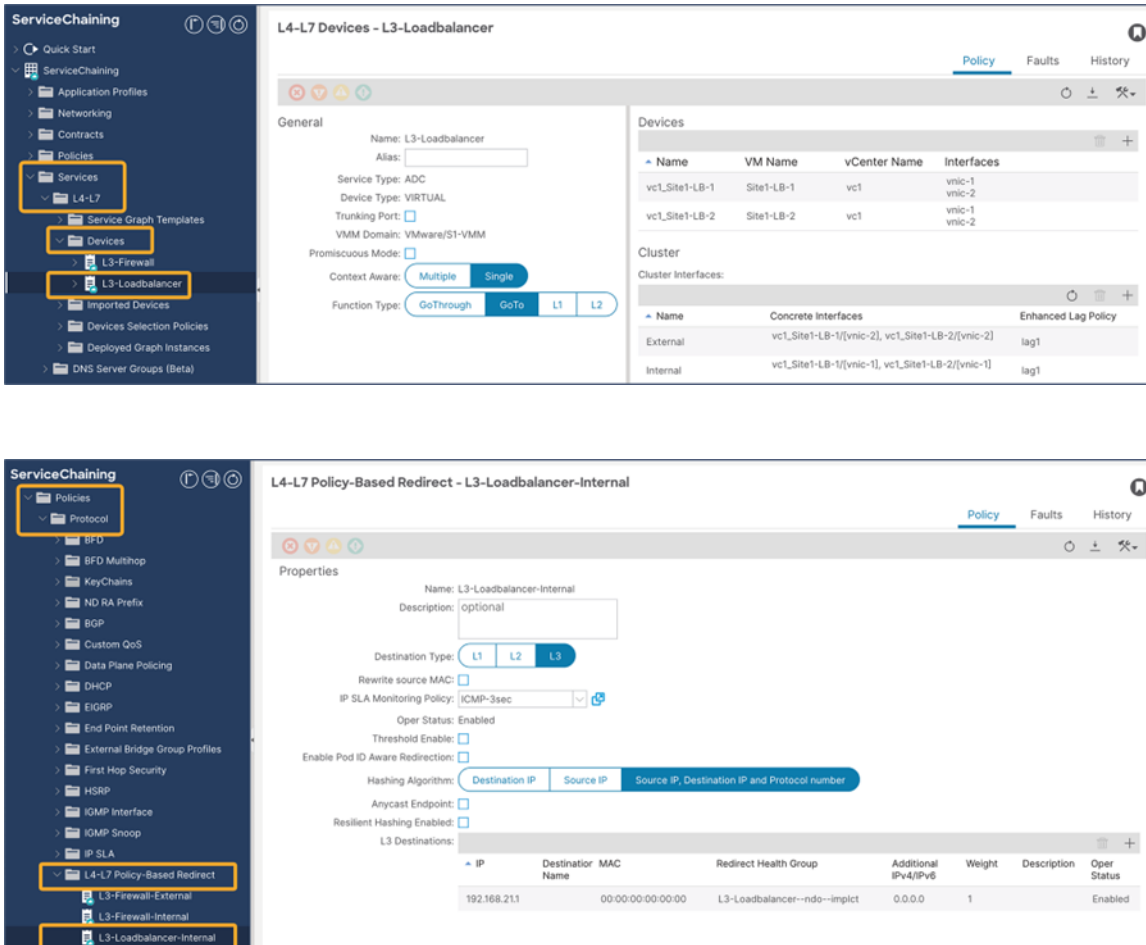 ServiceChaining
Quick Start
ServiceChaining
Application Profiles
Networking
Contracts
Policies
Services
L4-L7
Service Graph Templates
Devices
L3-Firewall
L3-Loadbalancer
Imported Devices
Devices Selection Policies
Deployed Graph Instances
DNS Server Groups (Beta)
L4-L7 Devices - L3-Loadbalancer
Policy Faults History
General
Name: L3-Loadbalancer
Alias:
Service Type: ADC
Device Type: VIRTUAL
Trunking Port:
VMM Domain: VMware/S1-VMM
Promiscuous Mode:
Context Aware: Multiple Single
Function Type: GoThrough GoTo L1 L2
Devices
Name VM Name vCenter Name Interfaces
vc1_Site1-LB-1 Site1-LB-1 vc1 vnic-1
vnic-2
vc1_Site1-LB-2 Site1-LB-2 vc1 vnic-1
vnic-2
Cluster
Cluster Interfaces:
Name Concrete Interfaces Enhanced Lag Policy
External vc1_Site1-LB-1/[vnic-2], vc1_Site1-LB-2/[vnic-2] lag1
Internal vc1_Site1-LB-1/[vnic-1], vc1_Site1-LB-2/[vnic-1] lag1
ServiceChaining
Policies
Protocol
BFD
BFD Multihop
KeyChains
ND RA Prefix
BGP
Custom QoS
Data Plane Policing
DHCP
EIGRP
End Point Retention
External Bridge Group Profiles
First Hop Security
HSRP
IGMP Interface
IGMP Snoop
IP SLA
L4-L7 Policy-Based Redirect
L3-Firewall-External
L3-Firewall-Internal
L3-Loadbalancer-Internal
L4-L7 Policy-Based Redirect - L3-Loadbalancer-Internal
Policy Faults History
Properties
Name: L3-Loadbalancer-Internal
Description: optional
Destination Type: L1 L2 L3
Rewrite source MAC:
IP SLA Monitoring Policy: ICMP-3sec
Oper Status: Enabled
Threshold Enable:
Enable Pod ID Aware Redirection:
Hashing Algorithm: Destination IP Source IP Source IP, Destination IP and Protocol number
Anycast Endpoint:
Resilient Hashing Enabled:
L3 Destinations:
IP Destination MAC Redirect Health Group Additional Weight Description Oper
Name IPv4/IPv6 Status
192.168.21.1 00:00:00:00:00:00 L3-Loadbalancer--ndo--implct 0.0.0.0 1 Enabled